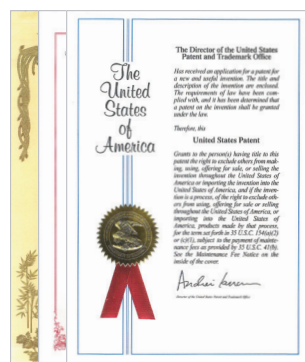 The
United
States
of
America
The Director of the United States
Patent and Trademark Office
Has received an application for a patent for
a new and useful invention. The title and
description of the invention are enclosed.
The requirements of law have been com-
plied with, and it has been determined that
a patent on the invention shall be granted
under the law.
Therefore, this
United States Patent
Grants to the person(s) having title to this
patent the right to exclude others from mak-
ing, using, offering for sale, or selling the
invention throughout the United States of
America or importing the invention into the
United States of America, and if the inven-
tion is a process, of the right to exclude oth-
ers from using, offering for sale or selling
throughout the United States of America, or
importing into the United States of
America, products made by that process,
for the term set forth in 35 U.S.C. 154(a)(2)
or (c)(1), subject to the payment of mainte-
nance fees as provided by 35 U.S.C. 41(b).
See the Maintenance Fee Notice on the
inside of the cover.
Director of the United States Patent and Trademark Office